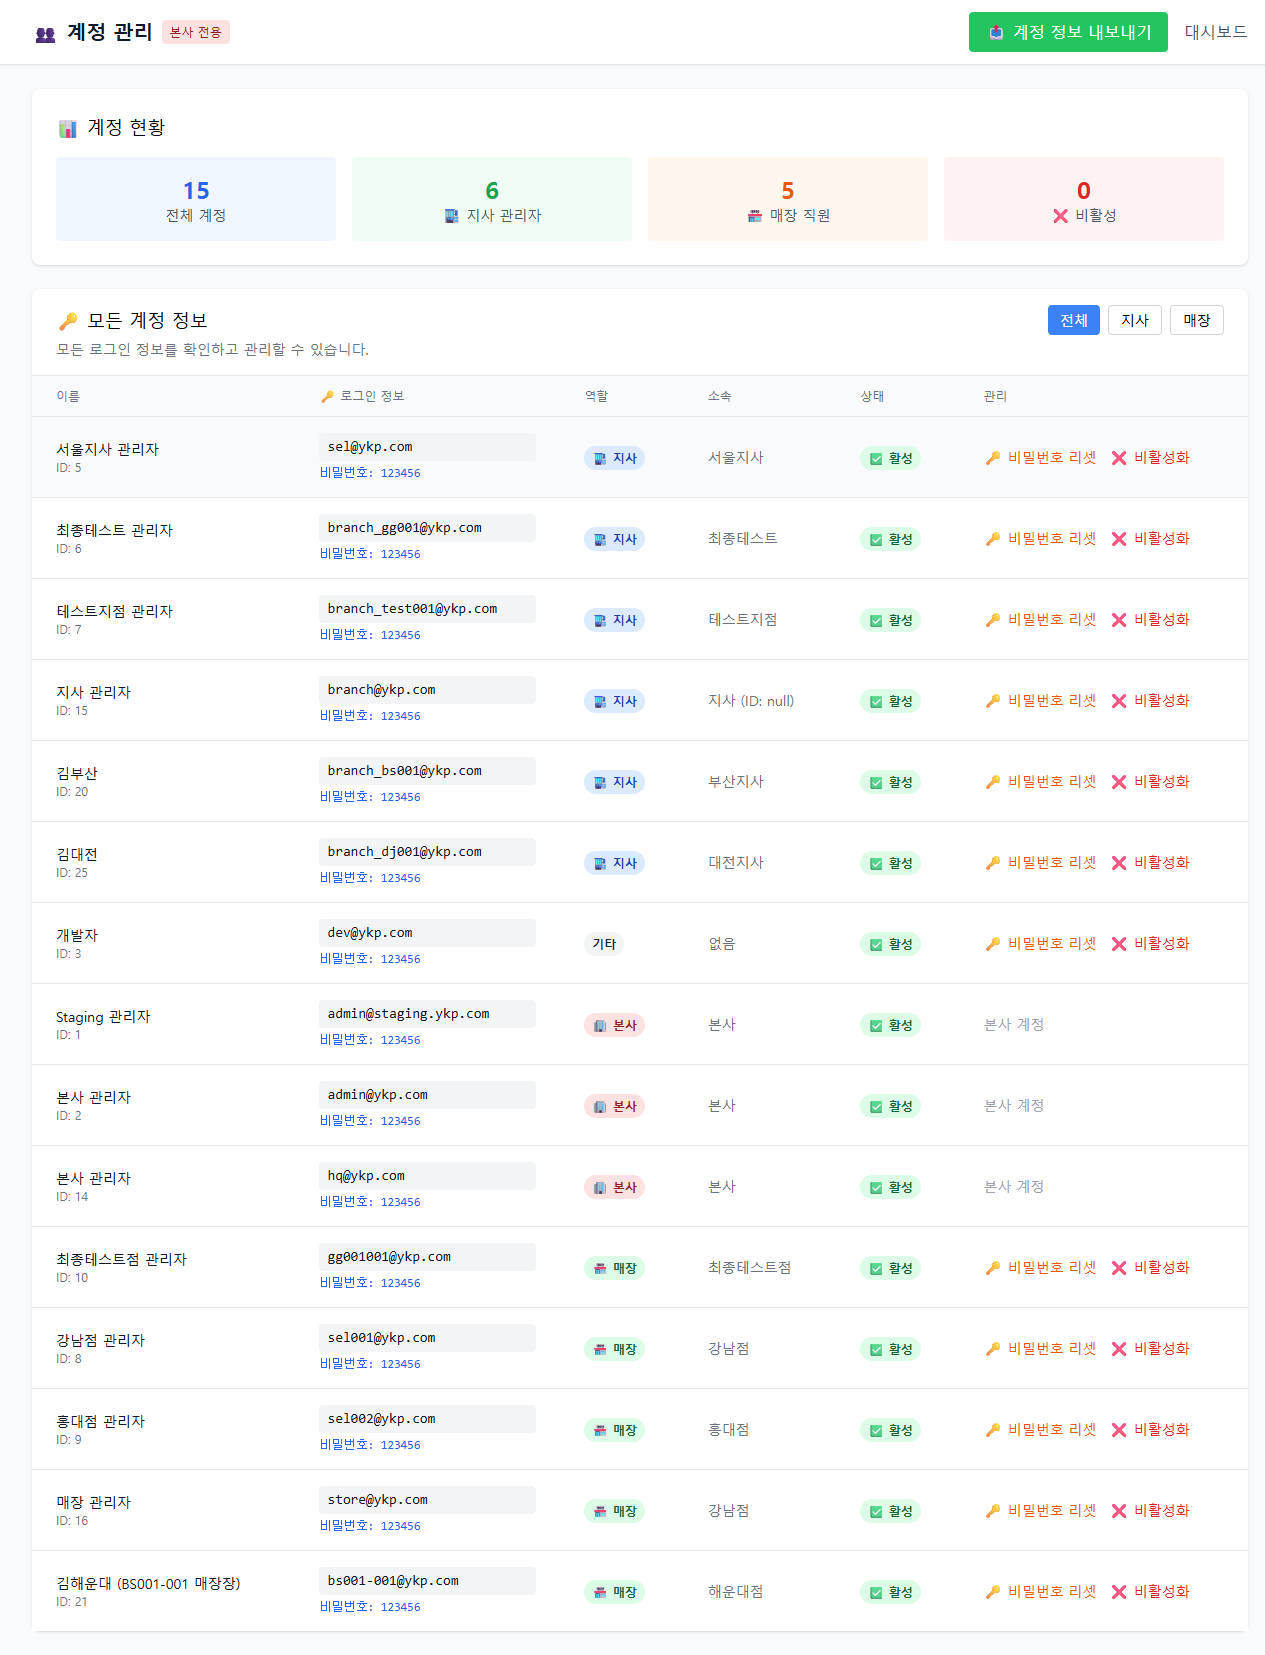 계정 관리 본사 전용
계정 정보 내보내기 대시보드
계정 현황
15
전체 계정
6
지사 관리자
5
매장 직원
0
비활성
모든 계정 정보
모든 로그인 정보를 확인하고 관리할 수 있습니다.
전체 지사 매장
이름 로그인 정보 역할 소속 상태 관리
서울지사 관리자
ID: 5
sel@ykp.com
비밀번호: 123456
지사 서울지사 활성 비밀번호 리셋 비활성화
최종테스트 관리자
ID: 6
branch_gg001@ykp.com
비밀번호: 123456
지사 최종테스트 활성 비밀번호 리셋 비활성화
테스트지점 관리자
ID: 7
branch_test001@ykp.com
비밀번호: 123456
지사 테스트지점 활성 비밀번호 리셋 비활성화
지사 관리자
ID: 15
branch@ykp.com
비밀번호: 123456
지사 지사 (ID: null) 활성 비밀번호 리셋 비활성화
김부산
ID: 20
branch_bs001@ykp.com
비밀번호: 123456
지사 부산지사 활성 비밀번호 리셋 비활성화
김대전
ID: 25
branch_dj001@ykp.com
비밀번호: 123456
지사 대전지사 활성 비밀번호 리셋 비활성화
개발자
ID: 3
dev@ykp.com
비밀번호: 123456
기타 없음 활성 비밀번호 리셋 비활성화
Staging 관리자
ID: 1
admin@staging.ykp.com
비밀번호: 123456
본사 본사 활성 본사 계정
본사 관리자
ID: 2
admin@ykp.com
비밀번호: 123456
본사 본사 활성 본사 계정
본사 관리자
ID: 14
hq@ykp.com
비밀번호: 123456
본사 본사 활성 본사 계정
최종테스트점 관리자
ID: 10
gg001001@ykp.com
비밀번호: 123456
매장 최종테스트점 활성 비밀번호 리셋 비활성화
강남점 관리자
ID: 8
sel001@ykp.com
비밀번호: 123456
매장 강남점 활성 비밀번호 리셋 비활성화
홍대점 관리자
ID: 9
sel002@ykp.com
비밀번호: 123456
매장 홍대점 활성 비밀번호 리셋 비활성화
매장 관리자
ID: 16
store@ykp.com
비밀번호: 123456
매장 강남점 활성 비밀번호 리셋 비활성화
김해운대 (BS001-001 매장장)
ID: 21
bs001-001@ykp.com
비밀번호: 123456
매장 해운대점 활성 비밀번호 리셋 비활성화